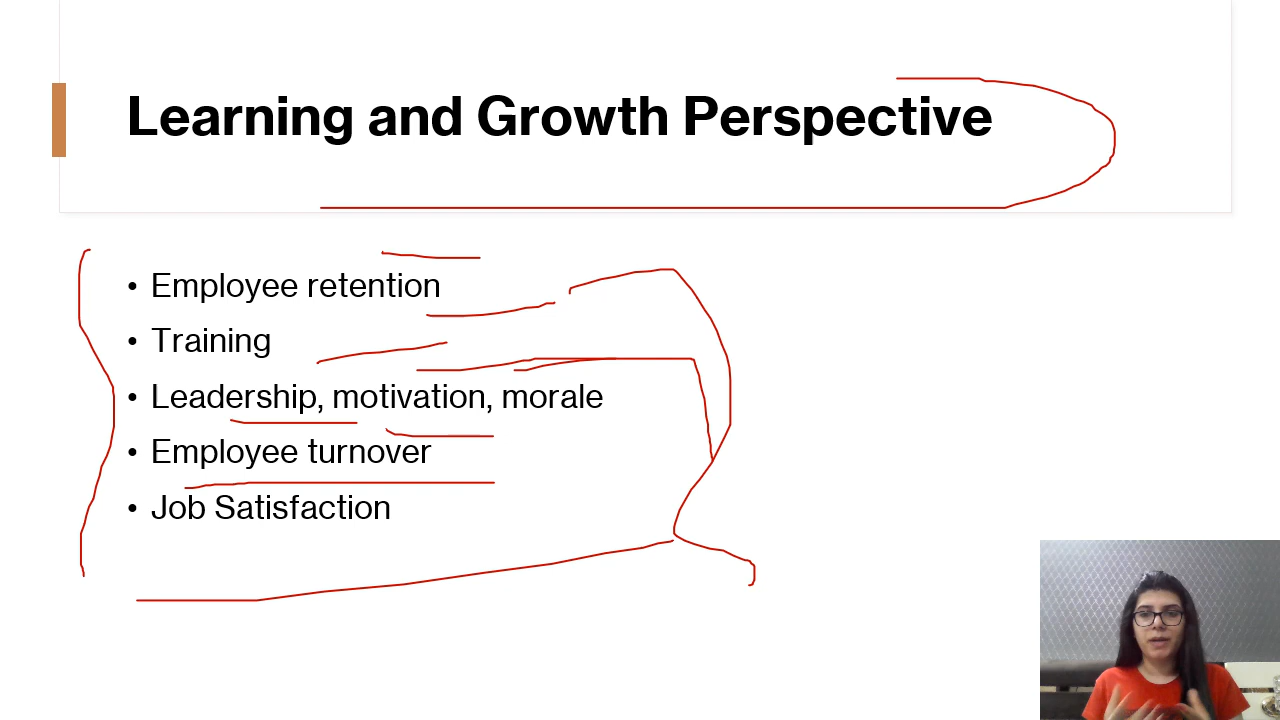 Learning and Growth Perspective
• Employee retention
• Training
• Leadership, motivation, morale
• Employee turnover
• Job Satisfaction